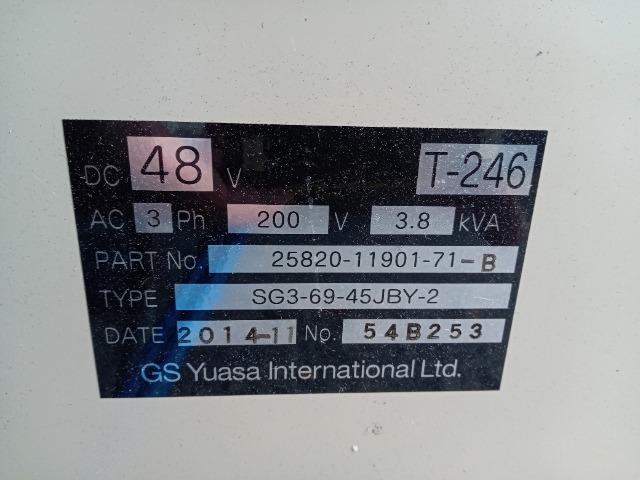 DC 48 V T-246
AC 3 Ph 200 V 3.8 kVA
PART No. 25820-11901-71-B
TYPE SG3-69-45JBY-2
DATE 2014-11 No. 54B253
GS Yuasa International Ltd.